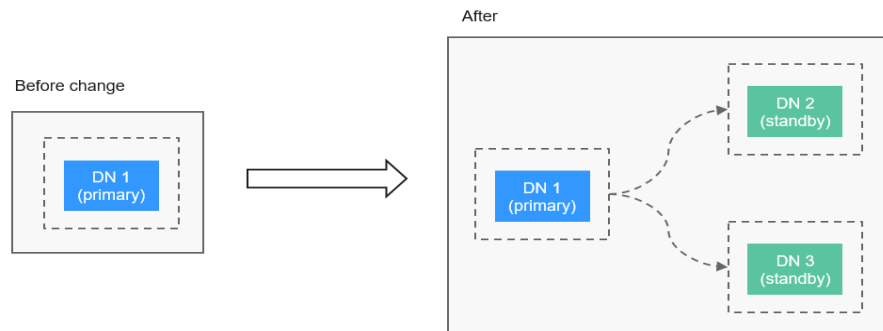 Before change
DN 1
(primary)
After
DN 1
(primary)
DN 2
(standby)
DN 3
(standby)